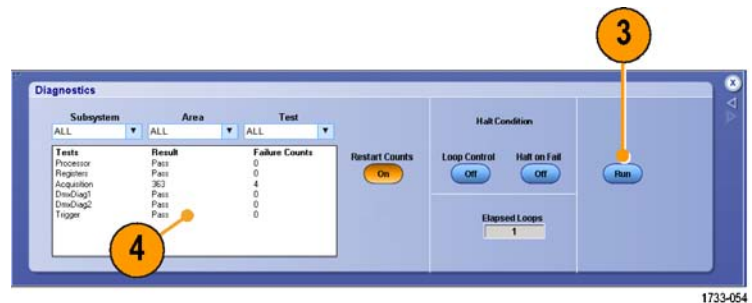 3
Diagnostics
x
Subsystem Area Test
ALL ALL ALL
Tests Result Failure Counts
Processor Pass 0
Registers Pass 0
Acquisition 363 4
DmxDiag1 Pass 0
DmxDiag2 Pass 0
Trigger Pass 0
4
Restart Counts
On
Halt Condition
Loop Control Halt on Fail
Off Off
Elapsed Loops
1
Run
1733-054